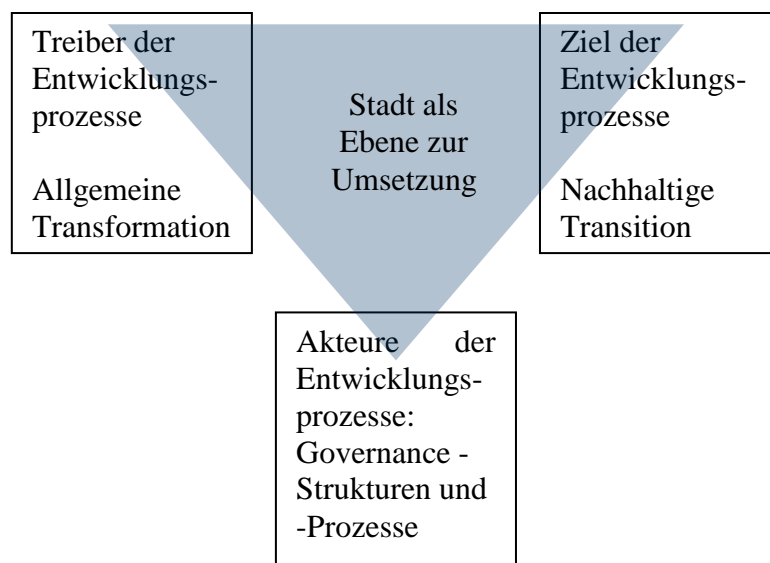 Treiber der
Entwicklungs-
prozesse
Allgemeine
Transformation
Stadt als
Ebene zur
Umsetzung
Ziel der
Entwicklungs-
prozesse
Nachhaltige
Transition
Akteure der
Entwicklungs-
prozesse:
Governance -
Strukturen und
-Prozesse